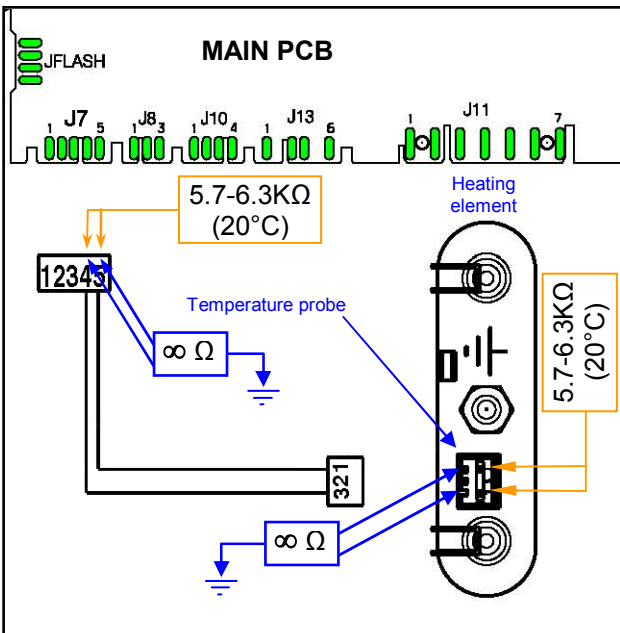 MAIN PCB
JFLASH
J7 J8 J10 J13 J11
1 5 1 3 1 4 1 6 1 7
5.7-6.3KΩ
(20°C)
Heating
element
12345
Temperature probe
∞ Ω
5.7-6.3KΩ
(20°C)
321
∞ Ω